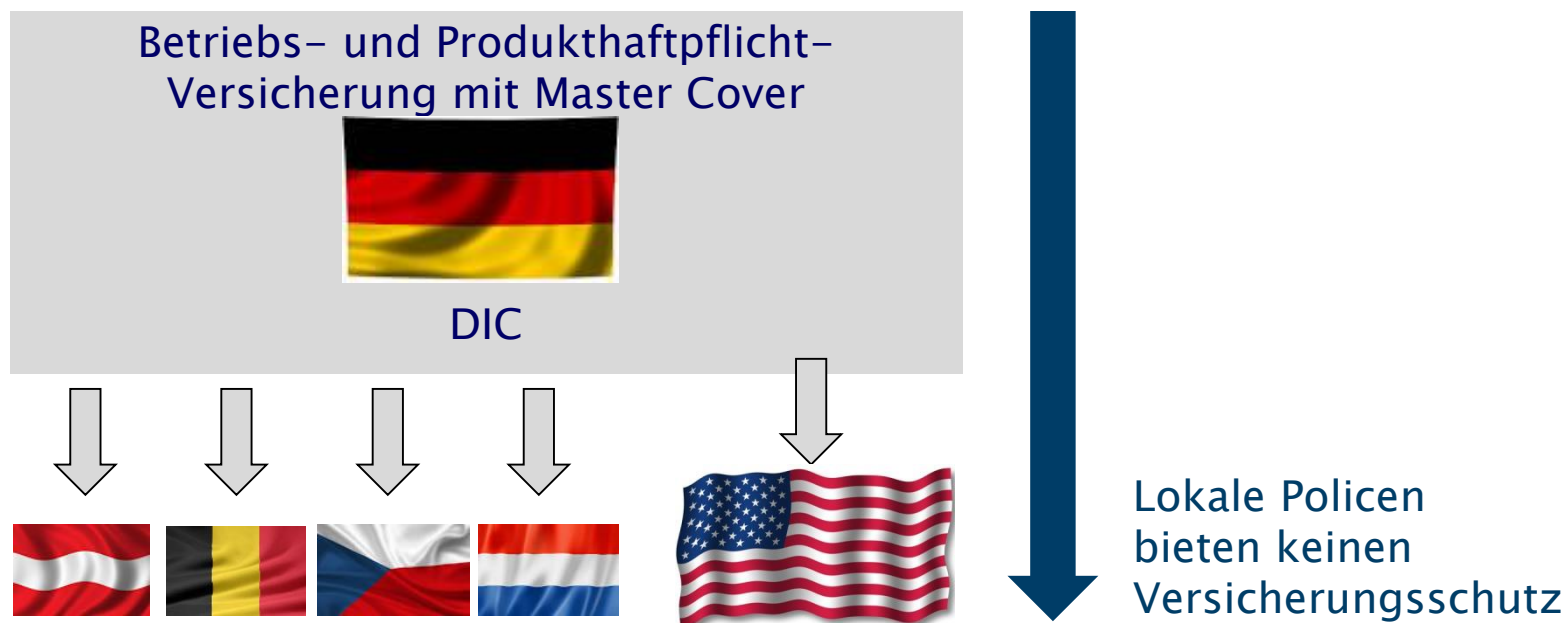 Betriebs- und Produkthaftpflicht-
Versicherung mit Master Cover
DIC
Lokale Policen
bieten keinen
Versicherungsschutz